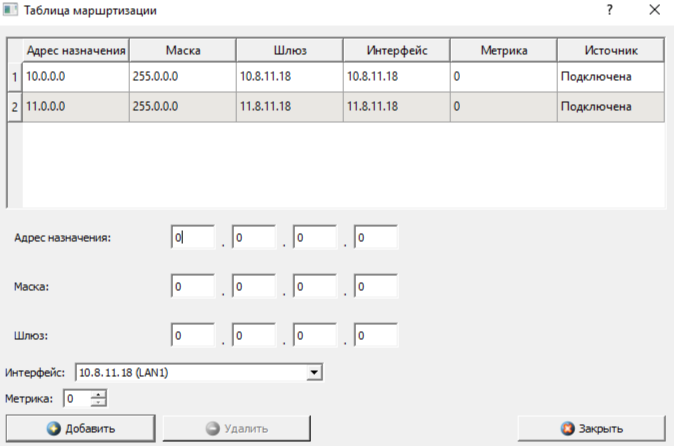 Таблица маршртизации
Адрес назначения Маска Шлюз Интерфейс Метрика Источник
1 10.0.0.0 255.0.0.0 10.8.11.18 10.8.11.18 0 Подключена
2 11.0.0.0 255.0.0.0 11.8.11.18 11.8.11.18 0 Подключена
Адрес назначения: 0 . 0 . 0 . 0
Маска: 0 . 0 . 0 . 0
Шлюз: 0 . 0 . 0 . 0
Интерфейс: 10.8.11.18 (LAN1)
Метрика: 0
Добавить Удалить Закрыть